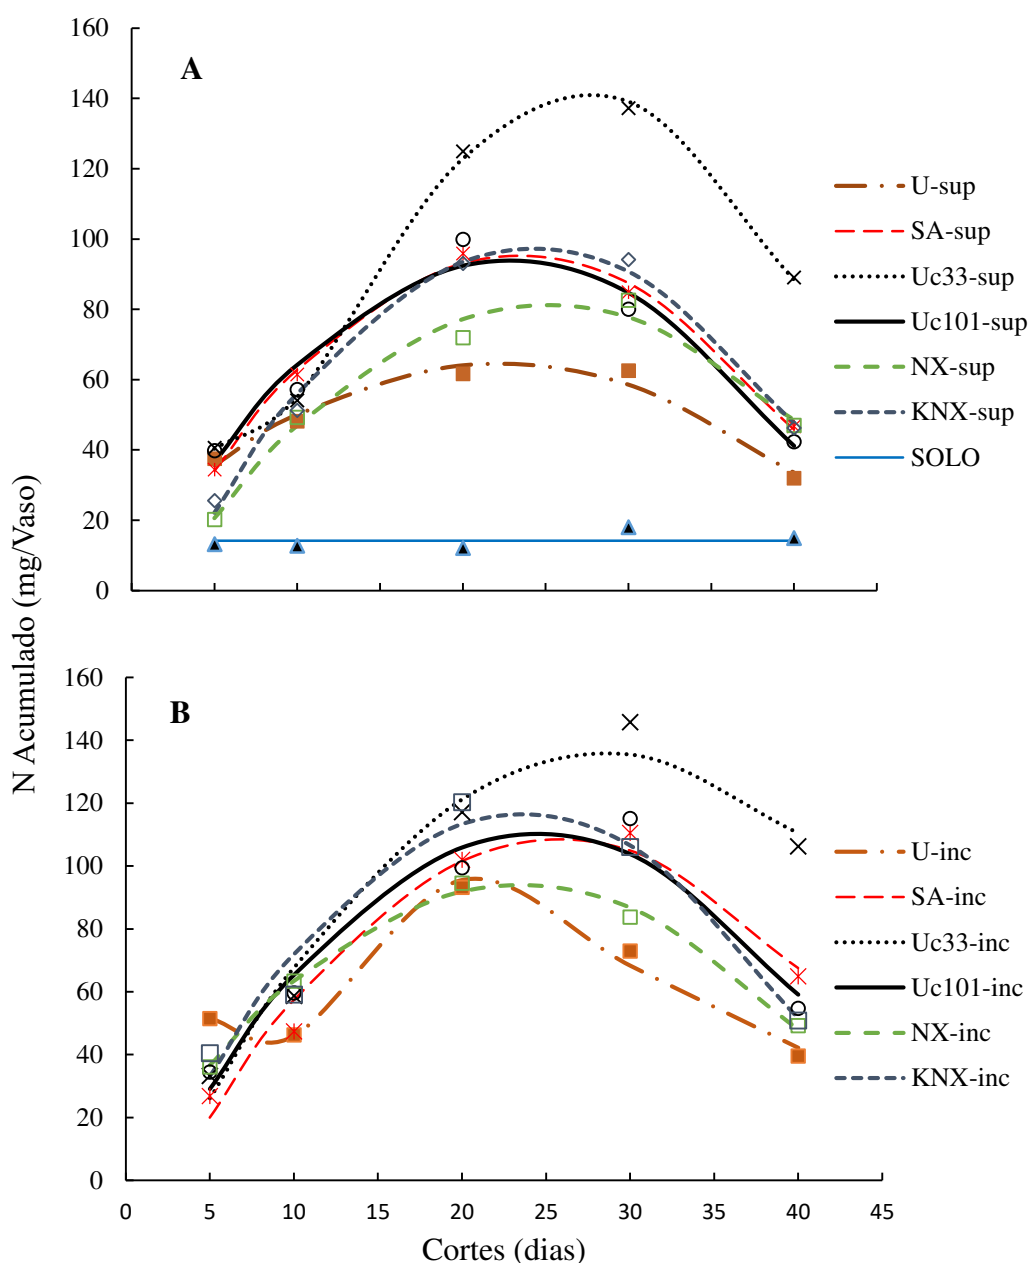 N Acumulado (mg/Vaso)
A
160
140
120
100
80
60
40
20
0
U-sup
SA-sup
Uc33-sup
Uc101-sup
NX-sup
KNX-sup
SOLO
B
160
140
120
100
80
60
40
20
0
0 5 10 15 20 25 30 35 40 45
Cortes (dias)
U-inc
SA-inc
Uc33-inc
Uc101-inc
NX-inc
KNX-inc